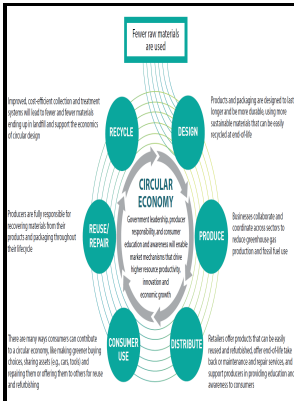 Fewer raw materials
are used
Improved, cost-efficient collection and treatment
systems will lead to fewer and fewer materials
ending up in landfill and support the economics
of circular design
RECYCLE
DESIGN
Products and packaging are designed to last
longer and be more durable, using more
sustainable materials that can be easily
recycled at end-of-life
CIRCULAR
ECONOMY
Government leadership, producer
responsibility, and consumer
education and awareness will enable
market mechanisms that drive
higher resource productivity,
innovation and
economic growth
Producers are fully responsible for
recovering materials from their
products and packaging throughout
their lifecycle
REUSE/
REPAIR
PRODUCE
Businesses collaborate and
coordinate across sectors to
reduce greenhouse gas
production and fossil fuel use
There are many ways consumers can contribute
to a circular economy, like making greener buying
choices, sharing assets (e.g., cars, tools) and
repairing them or offering them to others for reuse
and refurbishing
CONSUMER
USE
DISTRIBUTE
Retailers offer products that can be easily
reused and refurbished, offer end-of-life take
back or maintenance and repair services, and
support producers in providing education and
awareness to consumers